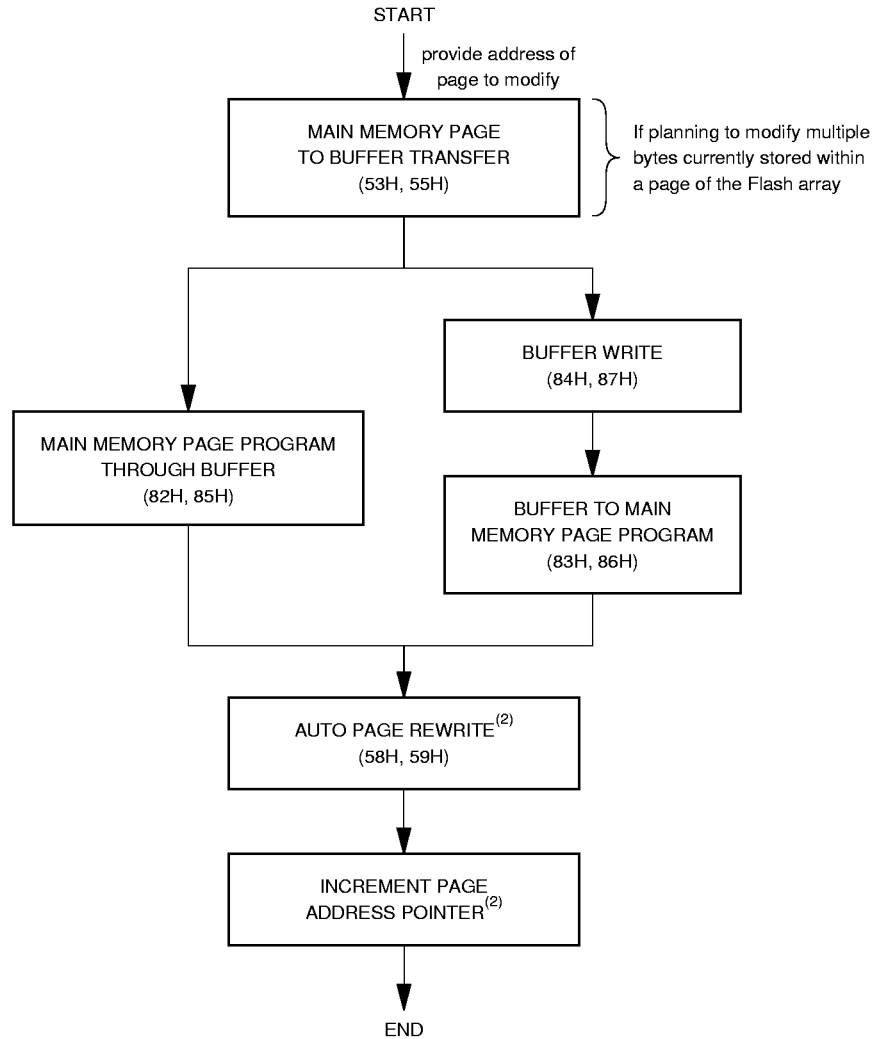 START
provide address of
page to modify
MAIN MEMORY PAGE
TO BUFFER TRANSFER
(53H, 55H)
If planning to modify multiple
bytes currently stored within
a page of the Flash array
BUFFER WRITE
(84H, 87H)
MAIN MEMORY PAGE PROGRAM
THROUGH BUFFER
(82H, 85H)
BUFFER TO MAIN
MEMORY PAGE PROGRAM
(83H, 86H)
AUTO PAGE REWRITE(2)
(58H, 59H)
INCREMENT PAGE
ADDRESS POINTER(2)
END